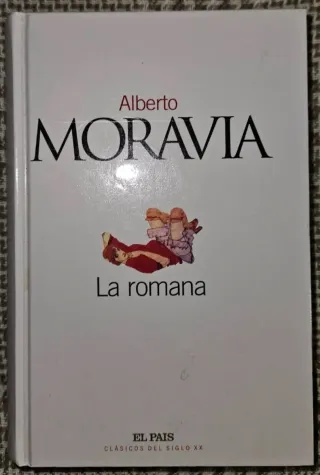 Alberto
MORAVIA
La romana
EL PAIS
CLÁSICOS DEL SIGLO XX